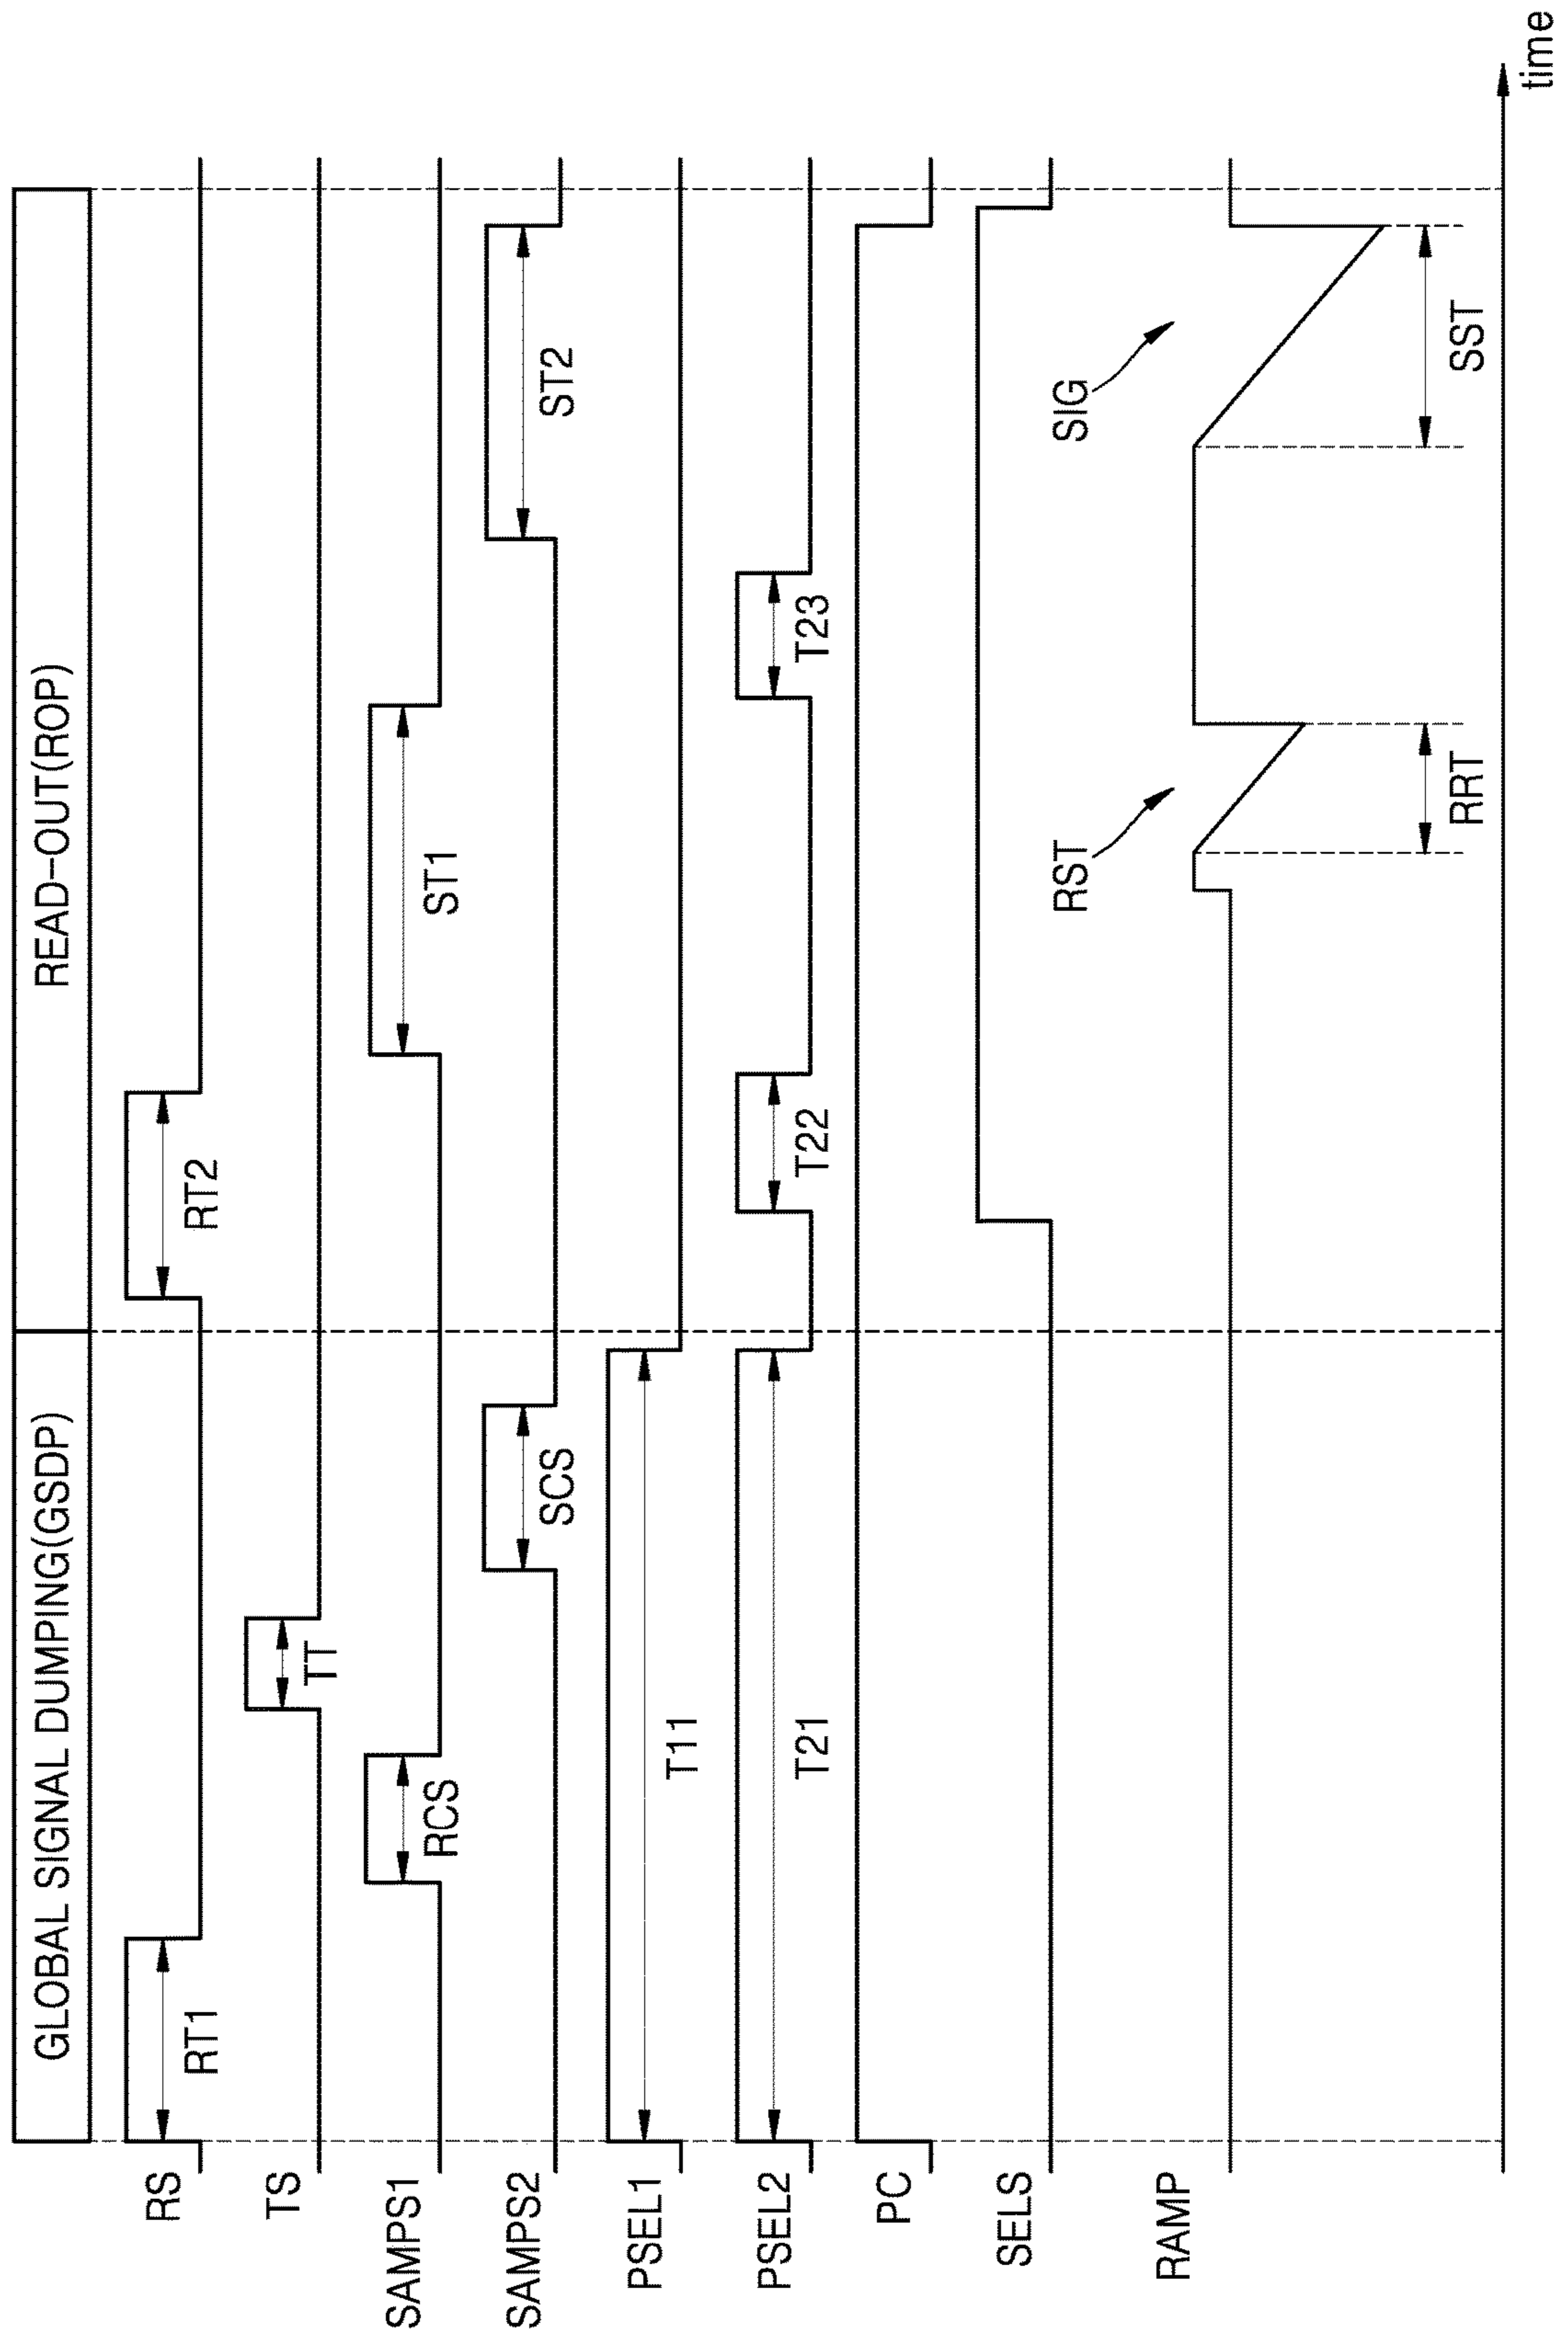 GLOBAL SIGNAL DUMPING(GSDP)
READ-OUT(ROP)
RS
RT1
RT2
TS
TT
SAMPS1
RCS
ST1
SAMPS2
SCS
ST2
PSEL1
T11
PSEL2
T21
T22
T23
PC
SELS
RAMP
RST
SIG
RRT
SST
time